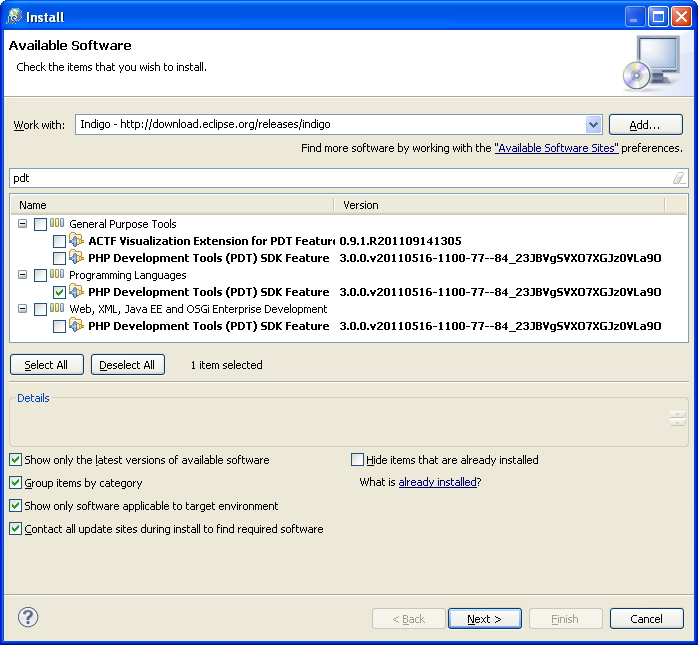 Install
Available Software
Check the items that you wish to install.
Work with: Indigo - http://download.eclipse.org/releases/indigo Add...
Find more software by working with the "Available Software Sites" preferences.
pdt
Name Version
General Purpose Tools
ACTF Visualization Extension for PDT Feature 0.9.1.R201109141305
PHP Development Tools (PDT) SDK Feature 3.0.0.v20110516-1100-77--84_23JBVgSVXO7XGJz0VLa9O
Programming Languages
PHP Development Tools (PDT) SDK Feature 3.0.0.v20110516-1100-77--84_23JBVgSVXO7XGJz0VLa9O
Web, XML, Java EE and OSGi Enterprise Development
PHP Development Tools (PDT) SDK Feature 3.0.0.v20110516-1100-77--84_23JBVgSVXO7XGJz0VLa9O
Select All Deselect All 1 item selected
Details
Show only the latest versions of available software Hide items that are already installed
Group items by category What is already installed?
Show only software applicable to target environment
Contact all update sites during install to find required software
? < Back Next > Finish Cancel